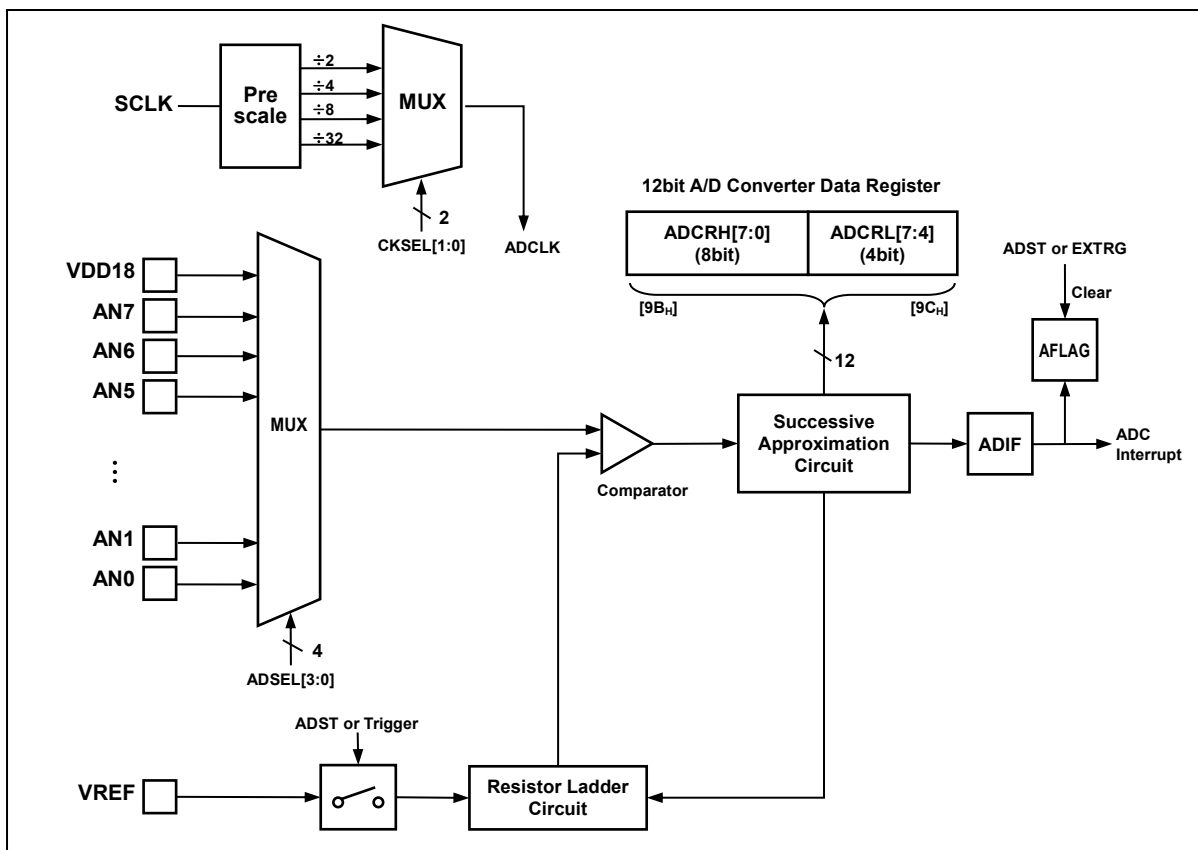 SCLK
Pre
scale
÷2
÷4
÷8
÷32
MUX
2
CKSEL[1:0]
ADCLK
12bit A/D Converter Data Register
ADCRH[7:0]
(8bit)
ADCRL[7:4]
(4bit)
[9BH]
[9CH]
ADST or EXTRG
Clear
AFLAG
12
VDD18
AN7
AN6
AN5
⋮
AN1
AN0
MUX
4
ADSEL[3:0]
Comparator
Successive
Approximation
Circuit
ADIF
ADC
Interrupt
ADST or Trigger
VREF
Resistor Ladder
Circuit